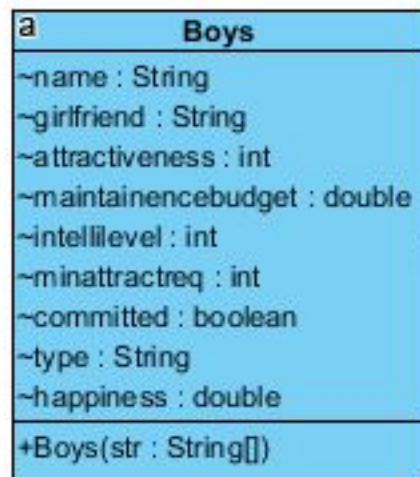 a
Boys
~name : String
~girlfriend : String
~attractiveness : int
~maintainencebudget : double
~intellilevel : int
~minattractreq : int
~committed : boolean
~type : String
~happiness : double
+Boys(str : String[])